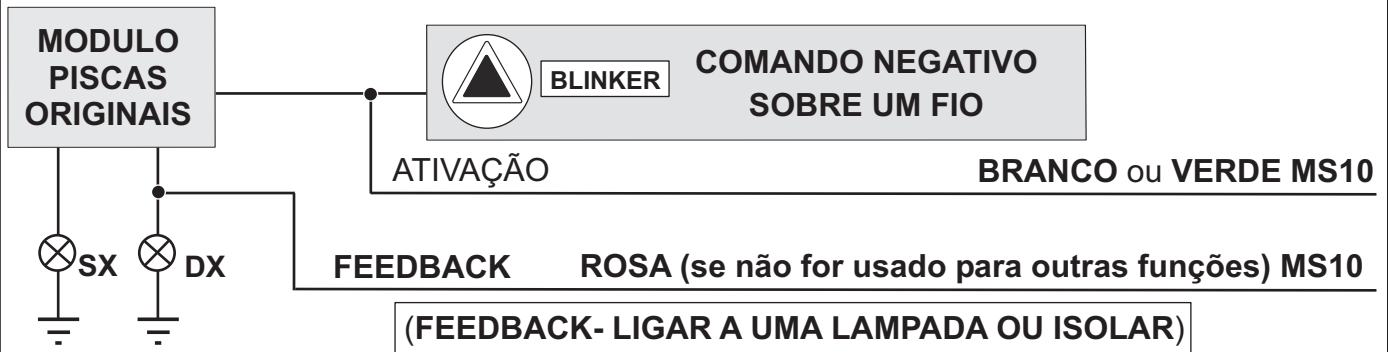 MODULO
PISCAS
ORIGINAIS
BLINKER
COMANDO NEGATIVO
SOBRE UM FIO
ATIVAÇÃO
BRANCO ou VERDE MS10
SX
DX
FEEDBACK
ROSA (se não for usado para outras funções) MS10
(FEEDBACK- LIGAR A UMA LAMPADA OU ISOLAR)